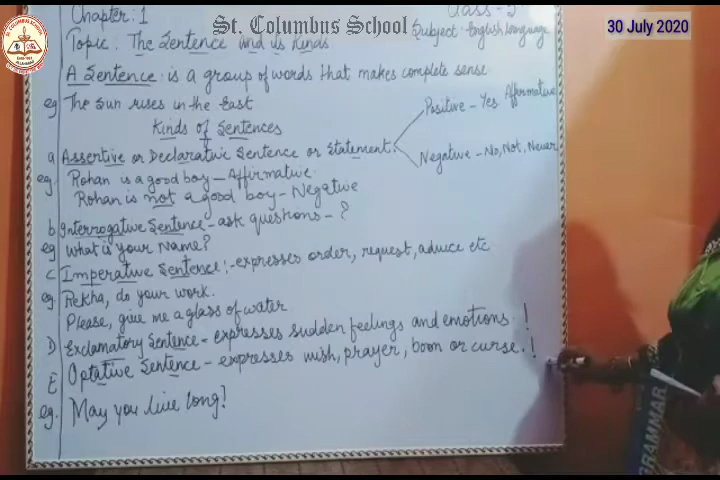 St. Columbus School
30 July 2020
Chapter: 1
Class - 5
Topic: The Sentence and its Kinds
Subject - English Language
A Sentence: is a group of words that makes complete sense
eg The Sun rises in the East
Kinds of Sentences
a Assertive or Declarative Sentence or Statement:
Positive - Yes Affirmative
Negative - No, Not, Never
eg. Rohan is a good boy - Affirmative.
Rohan is not a good boy - Negative
b Interrogative Sentence - ask questions - ?
eg What is your Name?
C Imperative Sentence:- expresses order, request, advice etc
eg. Rekha, do your work.
Please, give me a glass of water
D Exclamatory Sentence - expresses sudden feelings and emotions. !
E Optative Sentence - expresses wish, prayer, boon or curse. !
eg. May you live long!
GRAMMAR